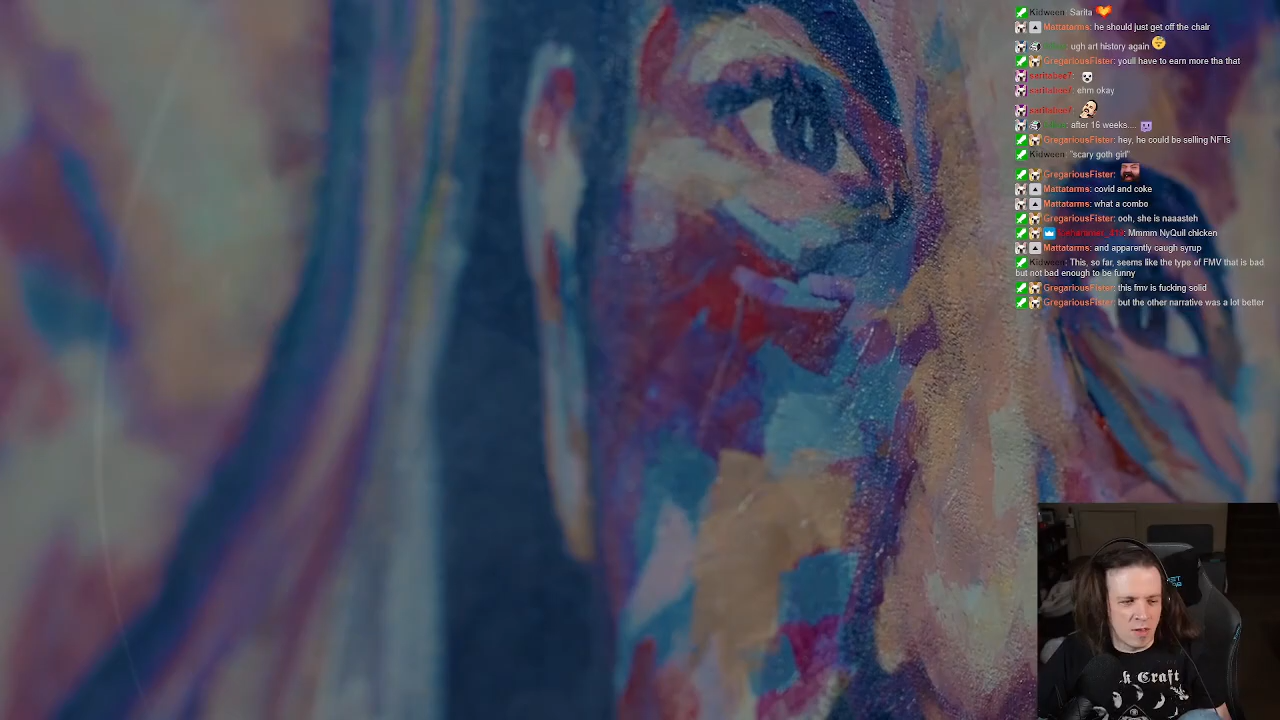 Kidween: Sarita
Mattatarms: he should just get off the chair
: ugh art history again
GregariousFister: youll have to earn more tha that
saritabee7:
saritabee7: ehm okay
saritabee7:
: after 16 weeks....
GregariousFister: hey, he could be selling NFTs
Kidween: "scary goth girl"
GregariousFister:
Mattatarms: covid and coke
Mattatarms: what a combo
GregariousFister: ooh, she is naaasteh
: Mmmm NyQuil chicken
Mattatarms: and apparently caugh syrup
Kidween: This, so far, seems like the type of FMV that is bad
but not bad enough to be funny
GregariousFister: this fmv is fucking solid
GregariousFister: but the other narrative was a lot better
k Craft